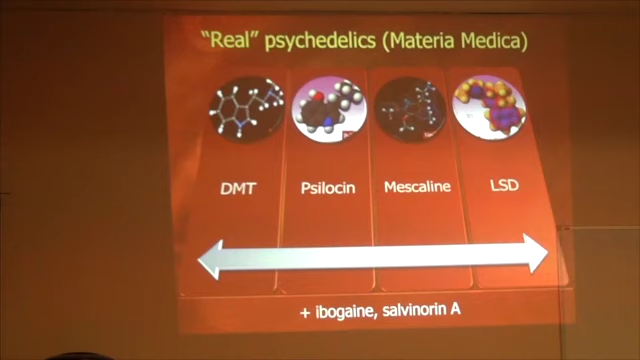 “Real” psychedelics (Materia Medica)
DMT
Psilocin
Mescaline
LSD
+ ibogaine, salvinorin A